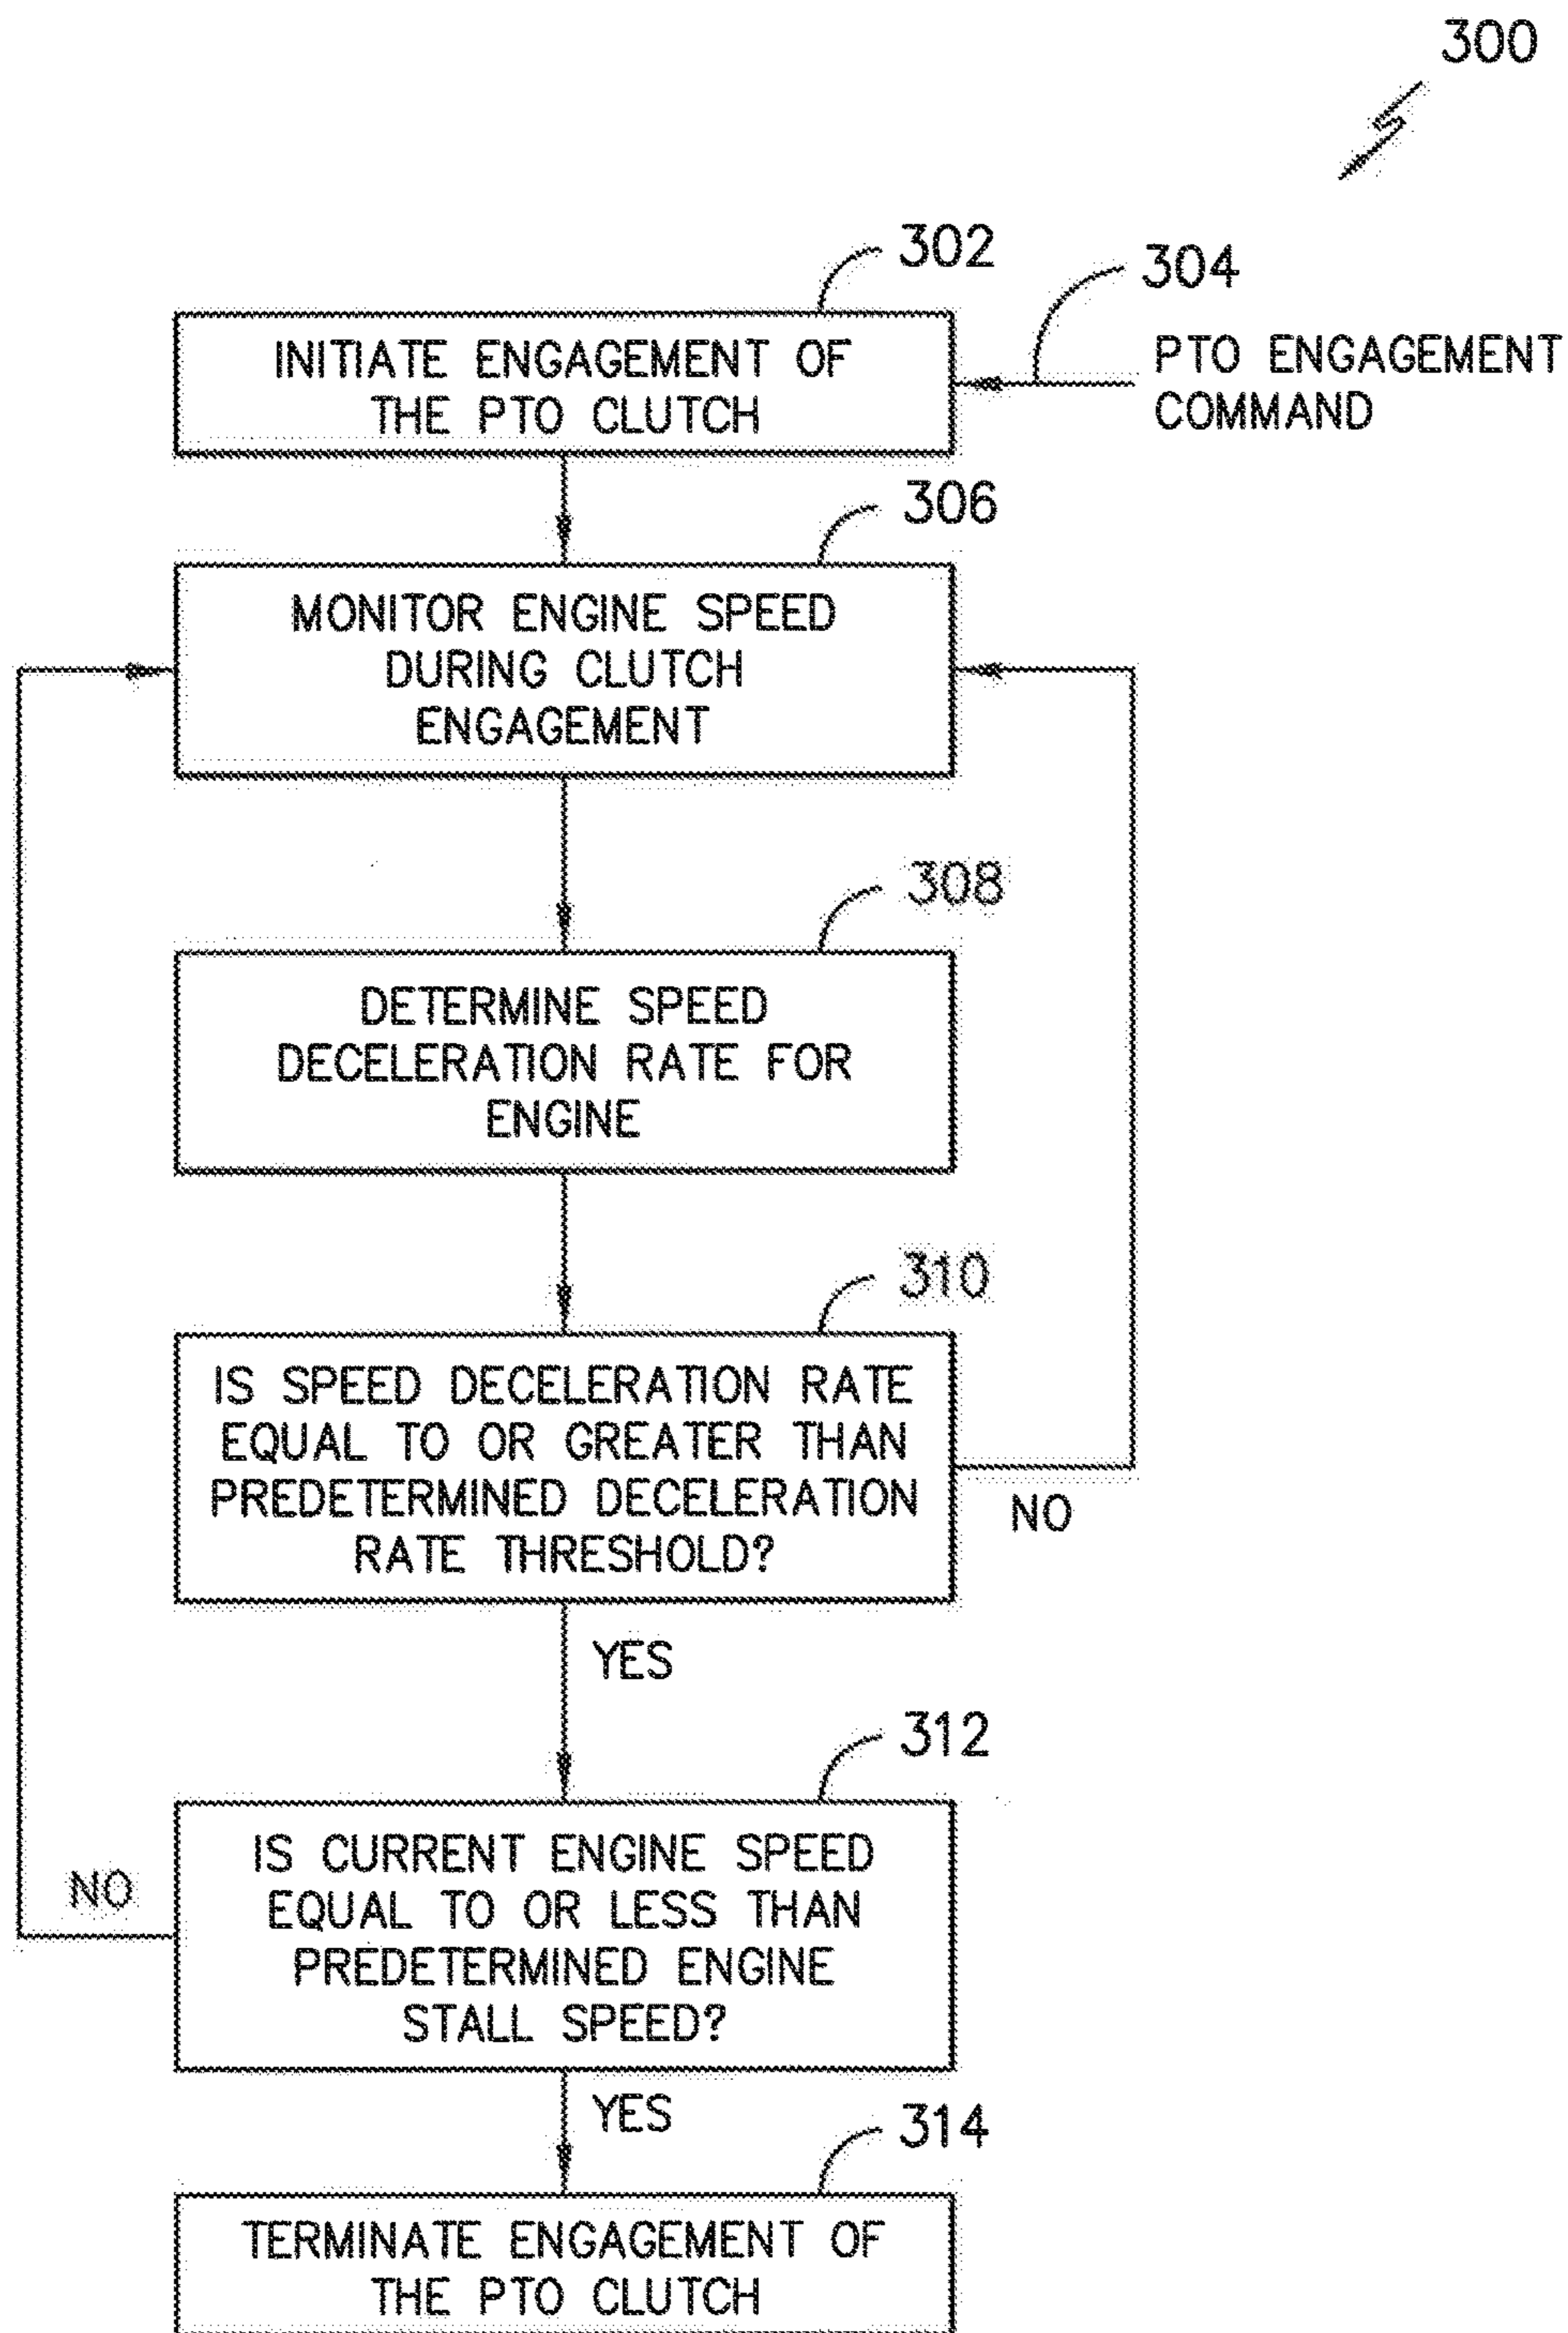 300
302
304
INITIATE ENGAGEMENT OF
THE PTO CLUTCH
PTO ENGAGEMENT
COMMAND
306
MONITOR ENGINE SPEED
DURING CLUTCH
ENGAGEMENT
308
DETERMINE SPEED
DECELERATION RATE FOR
ENGINE
310
IS SPEED DECELERATION RATE
EQUAL TO OR GREATER THAN
PREDETERMINED DECELERATION
RATE THRESHOLD?
NO
YES
312
IS CURRENT ENGINE SPEED
EQUAL TO OR LESS THAN
PREDETERMINED ENGINE
STALL SPEED?
NO
YES
314
TERMINATE ENGAGEMENT OF
THE PTO CLUTCH